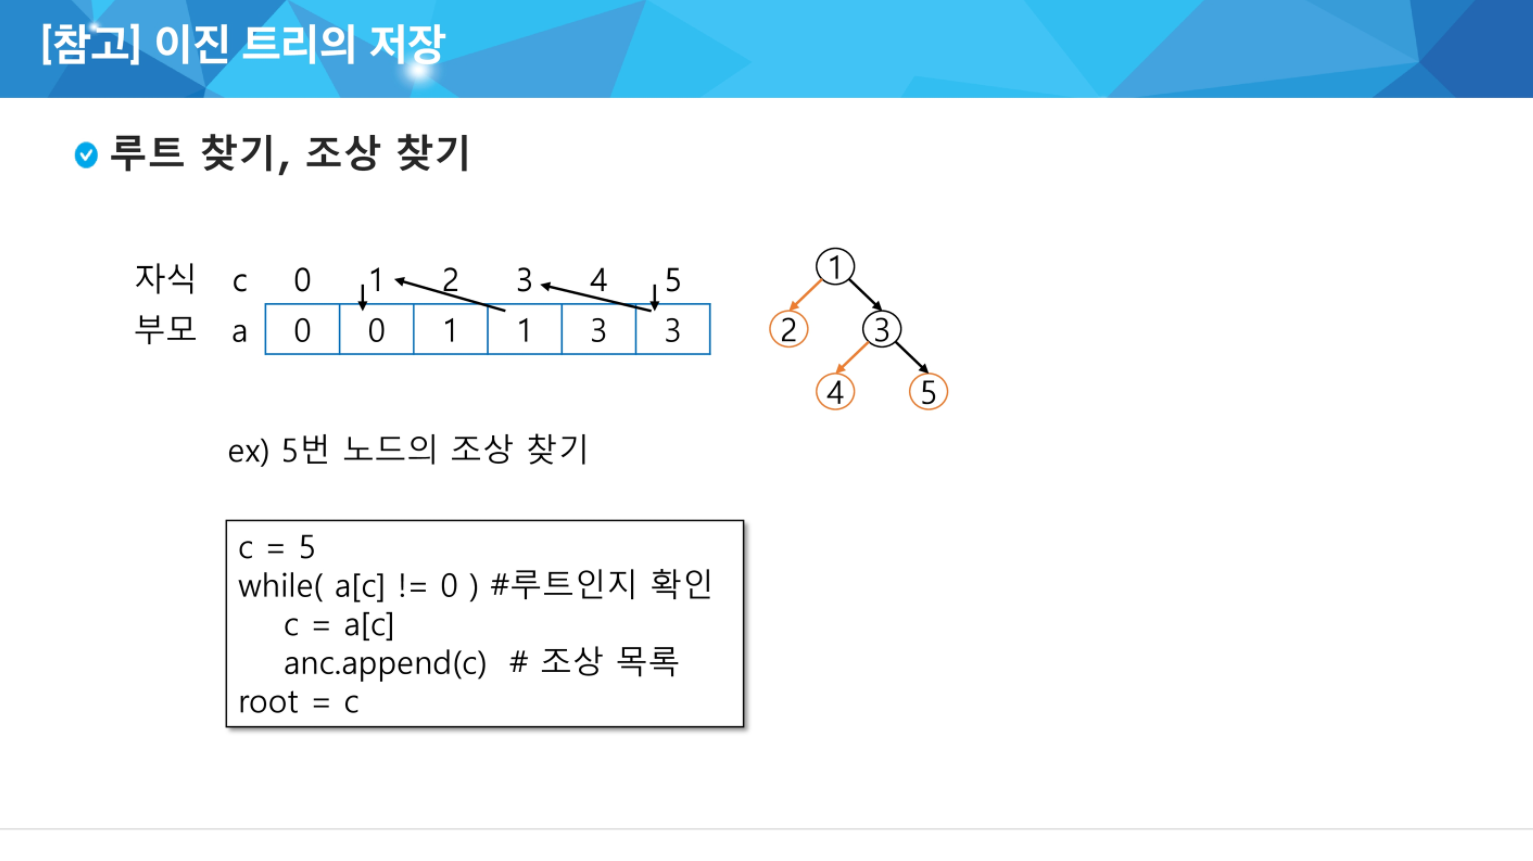 [참고] 이진 트리의 저장
루트 찾기, 조상 찾기
자식 c 0 1 2 3 4 5
부모 a 0 0 1 1 3 3
1
2 3
4 5
ex) 5번 노드의 조상 찾기
c = 5
while( a[c] != 0 ) #루트인지 확인
c = a[c]
anc.append(c) # 조상 목록
root = c